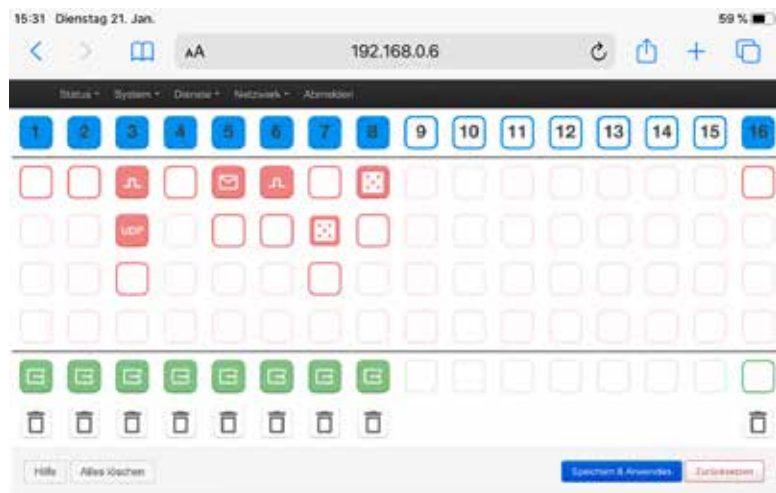 15:31 Dienstag 21. Jan. 59 %
AA 192.168.0.6
Status System Dienste Netzwerk Abmelden
1 2 3 4 5 6 7 8 9 10 11 12 13 14 15 16
UDP
Hilfe Alles löschen Speichern & Anwenden Zurücksetzen